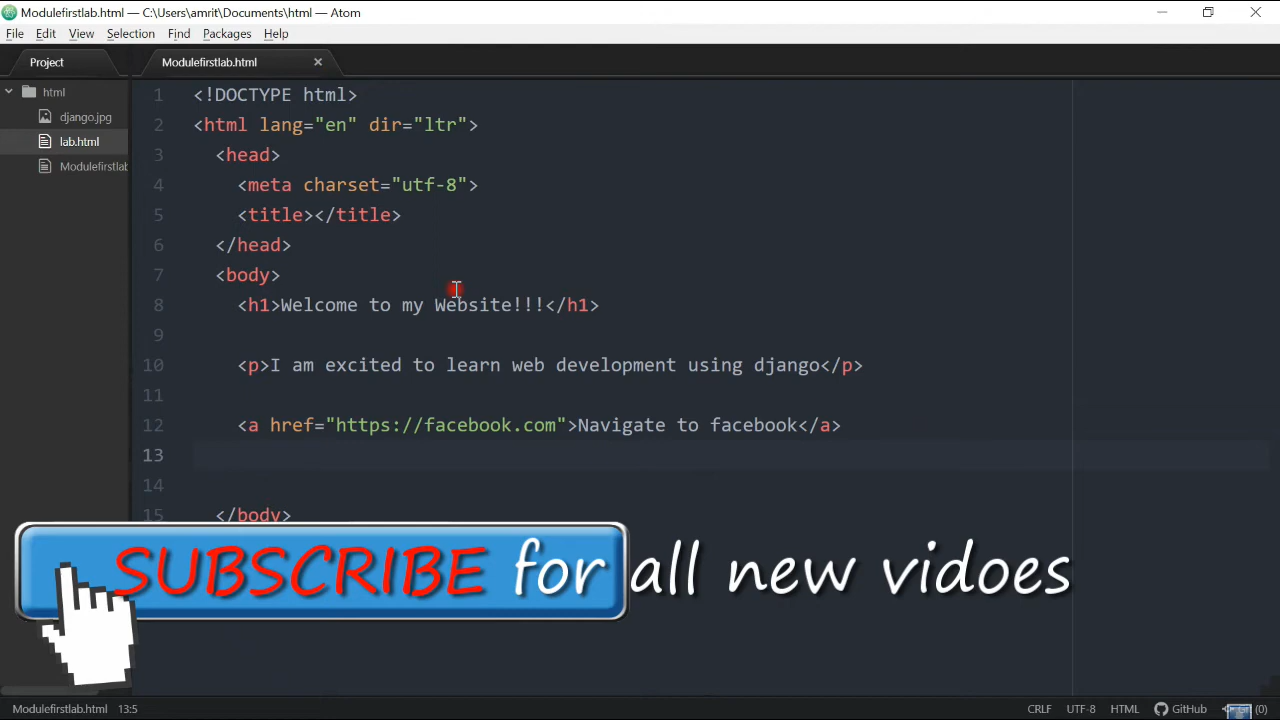 Modulefirstlab.html — C:\Users\amrit\Documents\html — Atom
File Edit View Selection Find Packages Help
Project
Modulefirstlab.html
html
django.jpg
lab.html
Modulefirstlab
1 <!DOCTYPE html>
2 <html lang="en" dir="ltr">
3 <head>
4 <meta charset="utf-8">
5 <title></title>
6 </head>
7 <body>
8 <h1>Welcome to my Website!!!</h1>
9
10 <p>I am excited to learn web development using django</p>
11
12 <a href="https://facebook.com">Navigate to facebook</a>
13
14
15 </body>
SUBSCRIBE for all new vidoes
Modulefirstlab.html 13:5 CRLF UTF-8 HTML GitHub (0)